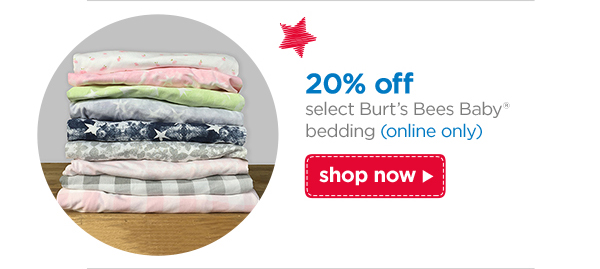 20% off
select Burt’s Bees Baby®
bedding (online only)
shop now ▶